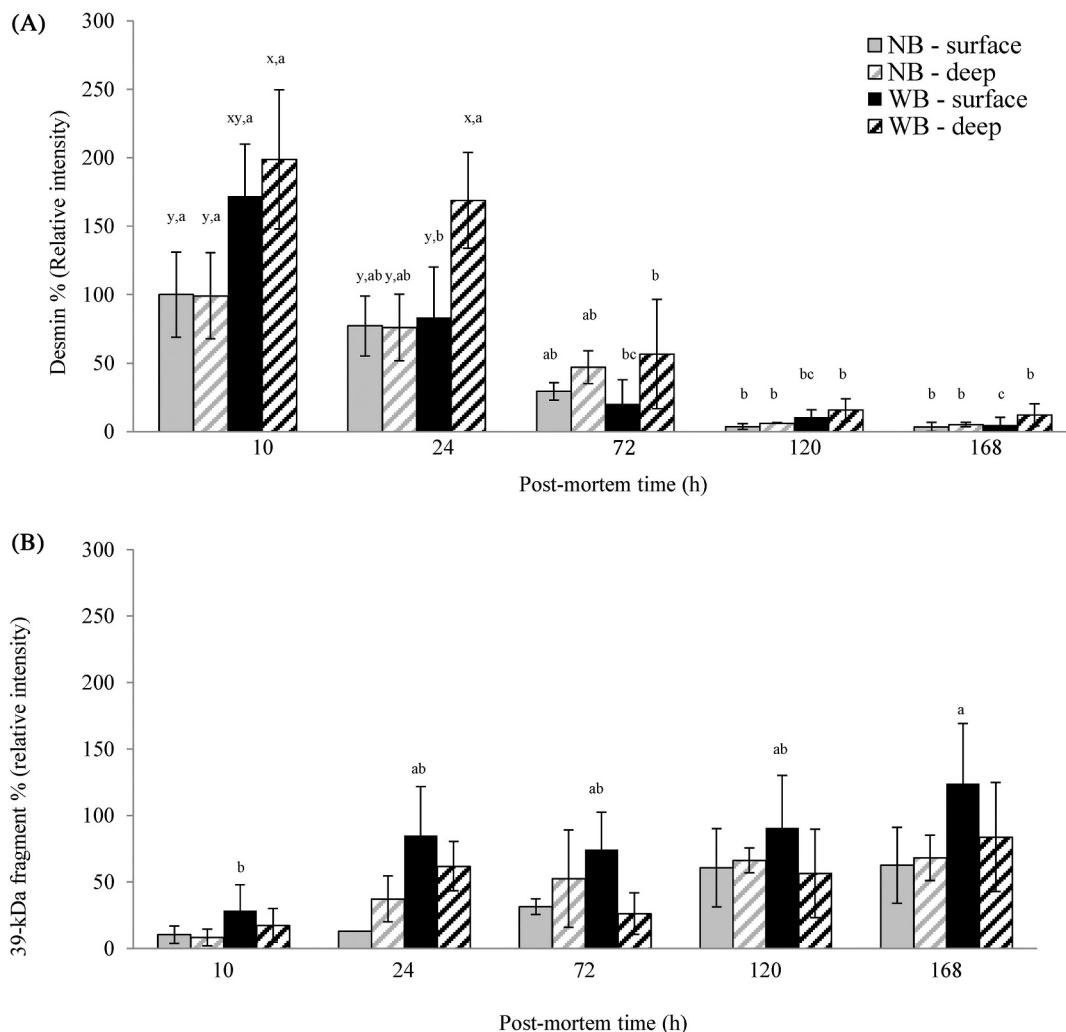 (A)
300
250
200
150
100
50
0
Desmin % (Relative intensity)
NB - surface
NB - deep
WB - surface
WB - deep
y,a
y,a
xy,a
x,a
y,ab
y,ab
y,b
x,a
ab
ab
bc
b
b
b
bc
b
b
b
c
b
10
24
72
120
168
Post-mortem time (h)
(B)
300
250
200
150
100
50
0
39-kDa fragment % (relative intensity)
b
ab
ab
ab
a
10
24
72
120
168
Post-mortem time (h)